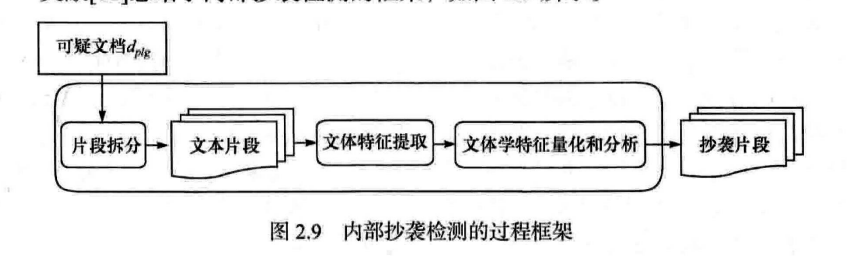 可疑文档dplg
片段拆分
文本片段
文体特征提取
文体学特征量化和分析
抄袭片段
图 2.9 内部抄袭检测的过程框架